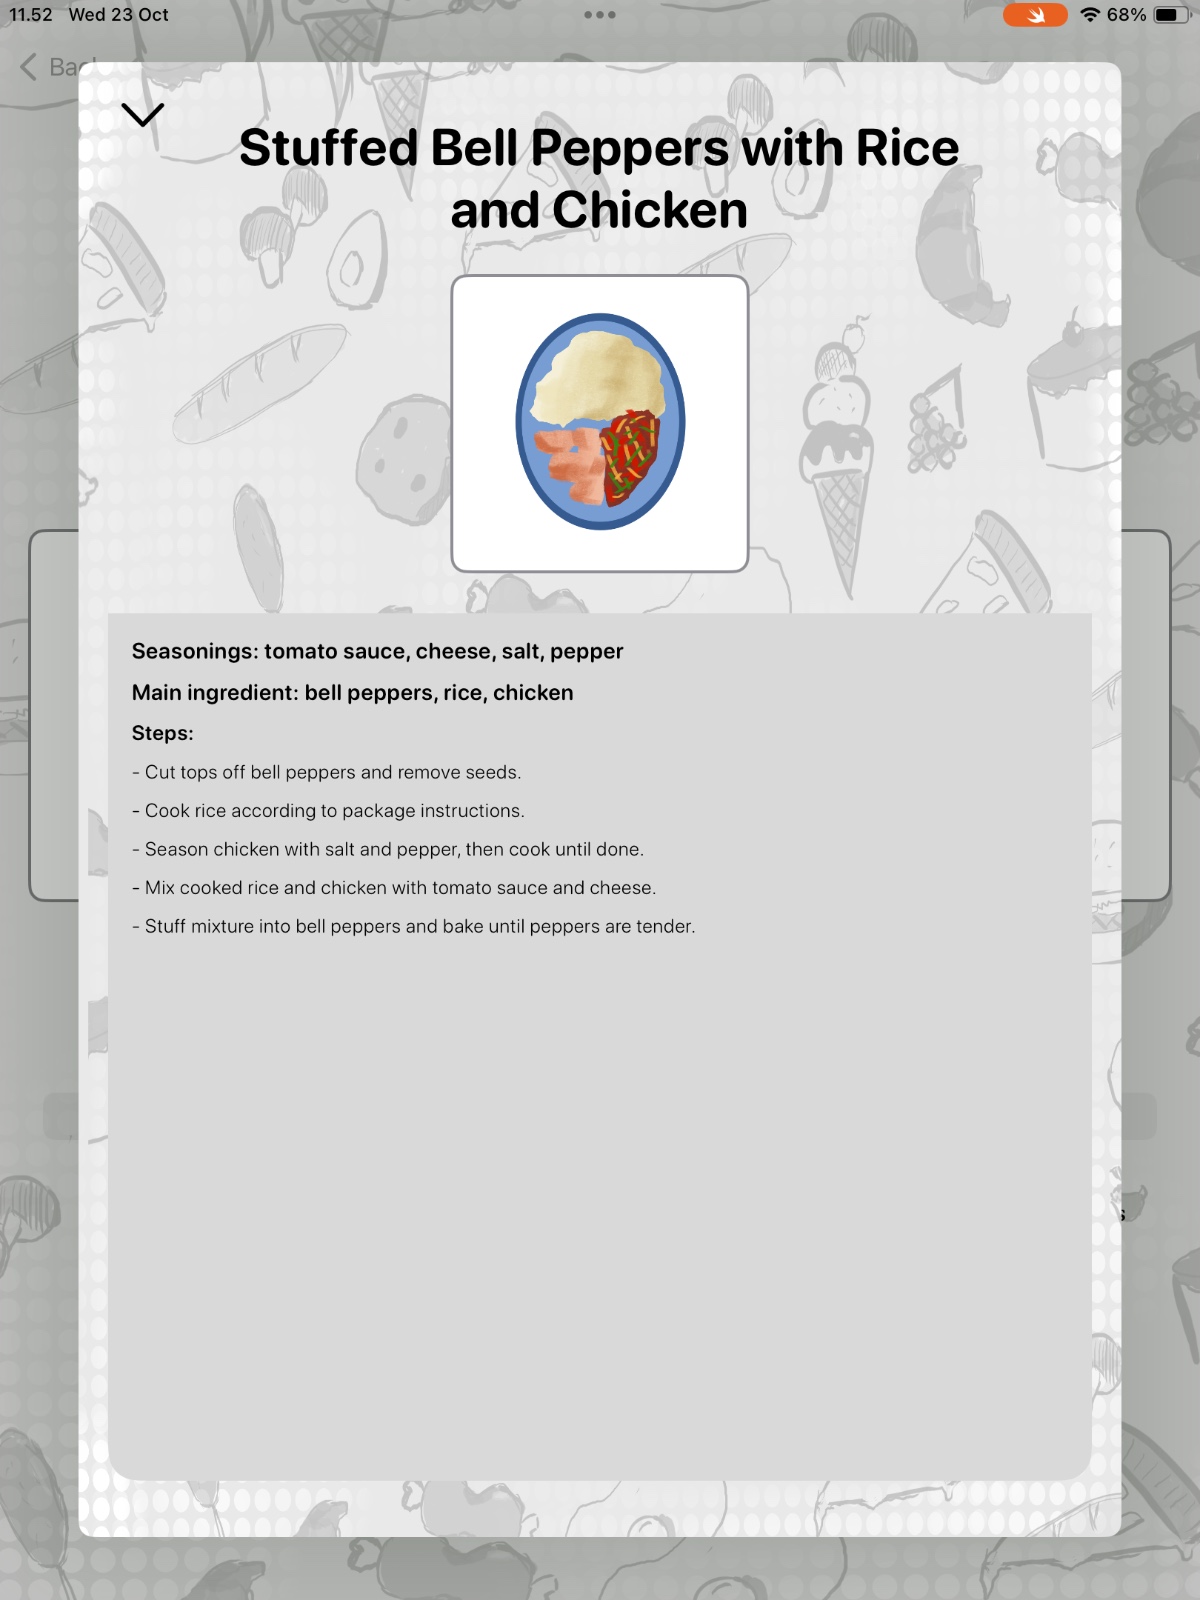 11.52 Wed 23 Oct
68%
Stuffed Bell Peppers with Rice
and Chicken
Seasonings: tomato sauce, cheese, salt, pepper
Main ingredient: bell peppers, rice, chicken
Steps:
- Cut tops off bell peppers and remove seeds.
- Cook rice according to package instructions.
- Season chicken with salt and pepper, then cook until done.
- Mix cooked rice and chicken with tomato sauce and cheese.
- Stuff mixture into bell peppers and bake until peppers are tender.